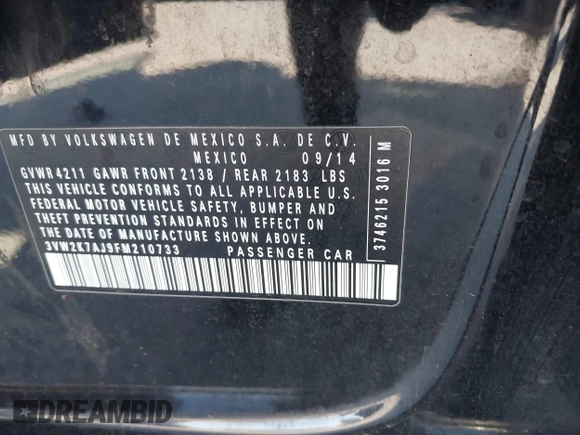 MFD BY VOLKSWAGEN DE MEXICO S.A. DE C.V.
MEXICO 09/14
GVWR 4211 GAWR FRONT 2138 / REAR 2183 LBS
THIS VEHICLE CONFORMS TO ALL APPLICABLE U.S.
FEDERAL MOTOR VEHICLE SAFETY, BUMPER AND
THEFT PREVENTION STANDARDS IN EFFECT ON
THE DATE OF MANUFACTURE SHOWN ABOVE.
3VW2K7AJ9FM210733 PASSENGER CAR
3746215 3016 M
DREAMBID